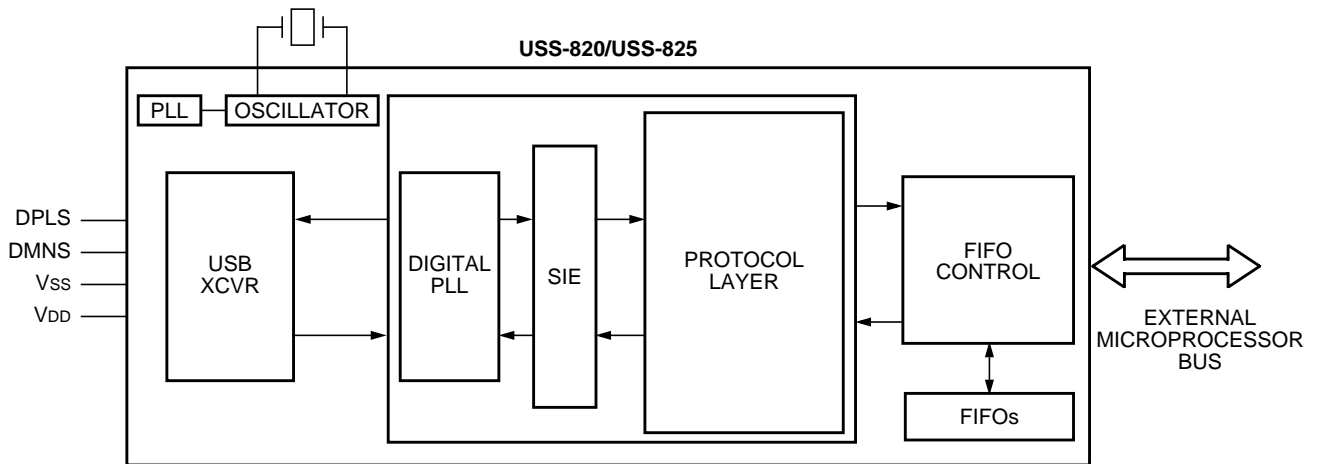 USS-820/USS-825
PLL
OSCILLATOR
DPLS
DMNS
VSS
VDD
USB
XCVR
DIGITAL
PLL
SIE
PROTOCOL
LAYER
FIFO
CONTROL
FIFOs
EXTERNAL
MICROPROCESSOR
BUS